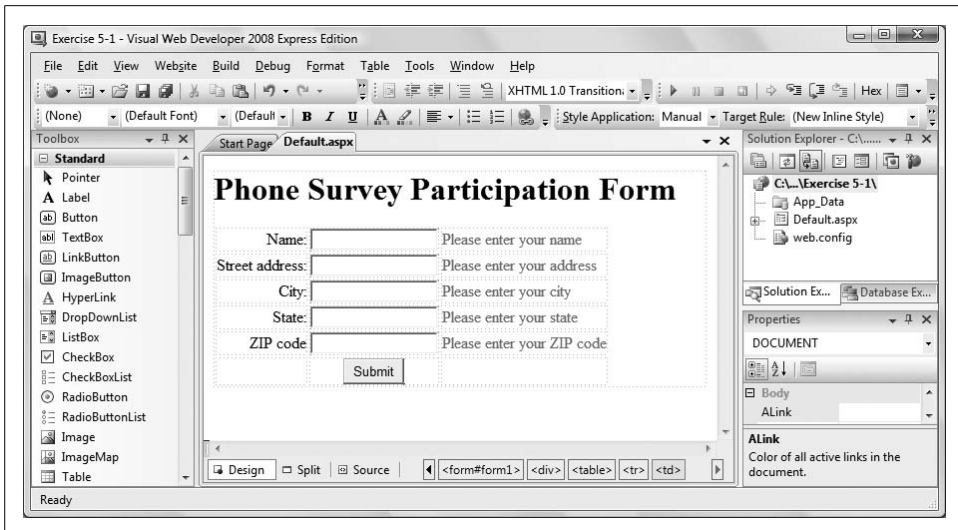 Exercise 5-1 - Visual Web Developer 2008 Express Edition
File Edit View Website Build Debug Format Table Tools Window Help
XHTML 1.0 Transition: Hex
(None) (Default Font) (Default B I U Style Application: Manual Target Rule: (New Inline Style)
Toolbox
Standard
Pointer
A Label
ab Button
abl TextBox
ab LinkButton
ImageButton
A HyperLink
DropDownList
ListBox
CheckBox
CheckBoxList
RadioButton
RadioButtonList
Image
ImageMap
Table
Start Page Default.aspx
Phone Survey Participation Form
Name: Please enter your name
Street address: Please enter your address
City: Please enter your city
State: Please enter your state
ZIP code Please enter your ZIP code
Submit
Design Split Source <form#form1> <div> <table> <tr> <td>
Solution Explorer - C:\......
C:\...\Exercise 5-1\
App_Data
Default.aspx
web.config
Solution Ex... Database Ex...
Properties
DOCUMENT
Body
ALink
ALink
Color of all active links in the
document.
Ready